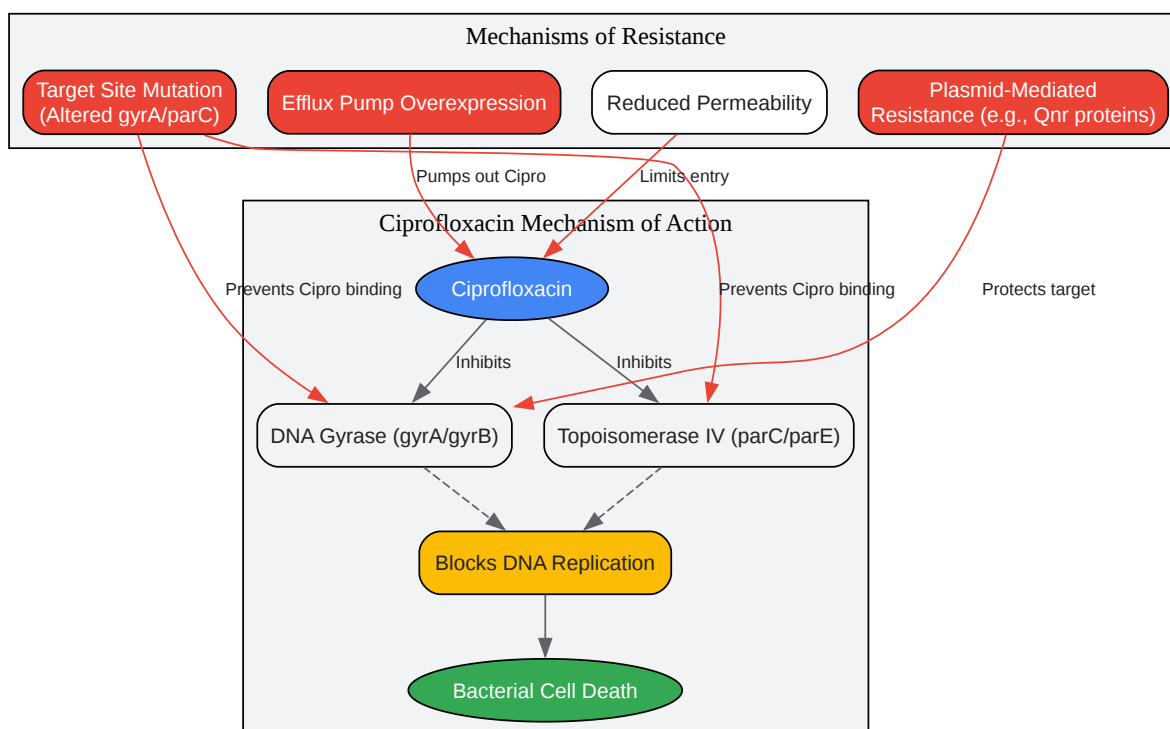 Mechanisms of Resistance
Target Site Mutation
(Altered gyrA/parC)
Efflux Pump Overexpression
Reduced Permeability
Plasmid-Mediated
Resistance (e.g., Qnr proteins)
Pumps out Cipro
Limits entry
Ciprofloxacin Mechanism of Action
Prevents Cipro binding
Ciprofloxacin
Prevents Cipro binding
Protects target
Inhibits
Inhibits
DNA Gyrase (gyrA/gyrB)
Topoisomerase IV (parC/parE)
Blocks DNA Replication
Bacterial Cell Death